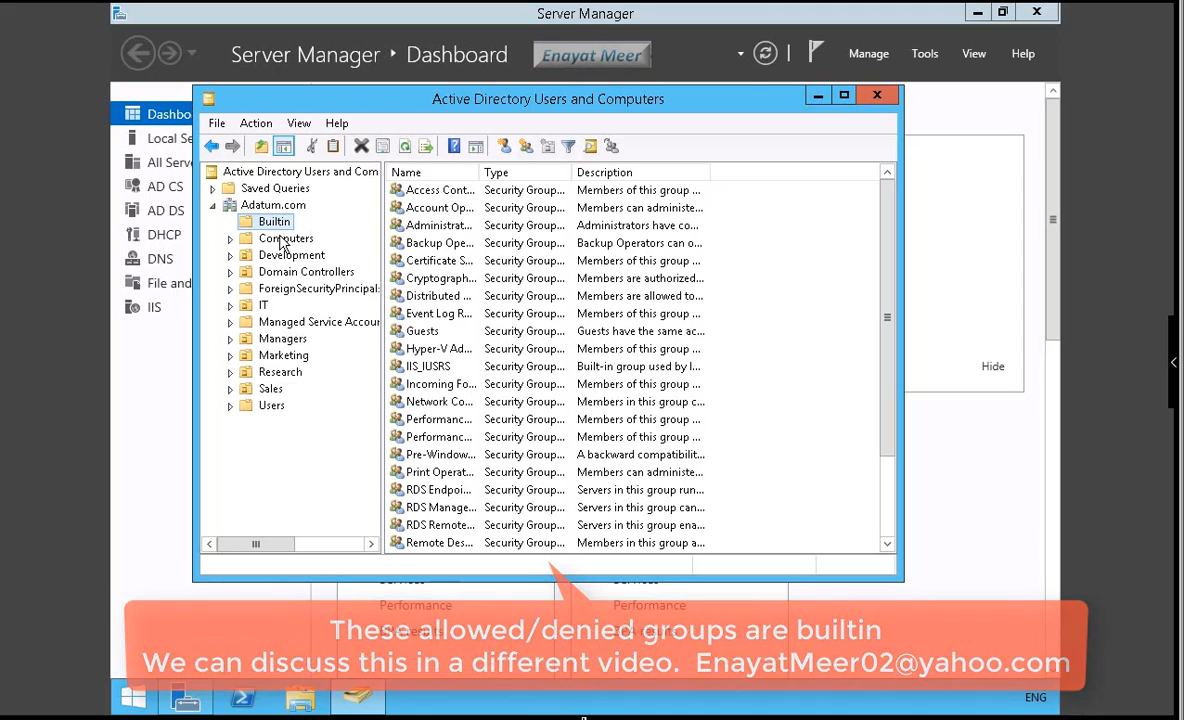 Server Manager
Server Manager Dashboard
Enayat Meer
Manage
Tools
View
Help
Dashbo
Local Se
All Serve
AD CS
AD DS
DHCP
DNS
File and
IIS
Hide
Active Directory Users and Computers
File
Action
View
Help
Active Directory Users and Com
Saved Queries
Adatum.com
Builtin
Computers
Development
Domain Controllers
ForeignSecurityPrincipal:
IT
Managed Service Accour
Managers
Marketing
Research
Sales
Users
Name Type Description
Access Cont... Security Group... Members of this group ...
Account Op... Security Group... Members can administe...
Administrat... Security Group... Administrators have co...
Backup Ope... Security Group... Backup Operators can o...
Certificate S... Security Group... Members of this group ...
Cryptograph... Security Group... Members are authorized...
Distributed ... Security Group... Members are allowed to...
Event Log R... Security Group... Members of this group ...
Guests Security Group... Guests have the same ac...
Hyper-V Ad... Security Group... Members of this group ...
IIS_IUSRS Security Group... Built-in group used by I...
Incoming Fo... Security Group... Members of this group ...
Network Co... Security Group... Members in this group c...
Performanc... Security Group... Members of this group ...
Performanc... Security Group... Members of this group ...
Pre-Window... Security Group... A backward compatibilit...
Print Operat... Security Group... Members can administe...
RDS Endpoi... Security Group... Servers in this group run...
RDS Manage... Security Group... Servers in this group can...
RDS Remote... Security Group... Servers in this group ena...
Remote Des... Security Group... Members in this group a...
Performance Performance
These allowed/denied groups are builtin
We can discuss this in a different video. EnayatMeer02@yahoo.com
ENG